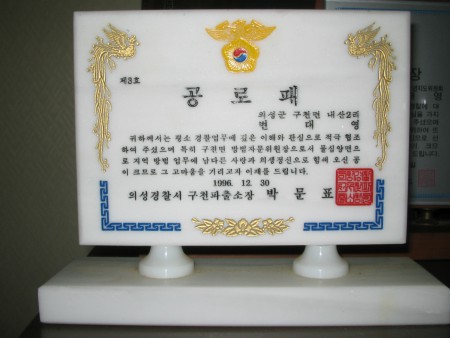 제3호
공로패
의성군 구천면 내산2리
변대영
귀하께서는 평소 경찰업무에 깊은 이해와 관심으로 적극 협조
하여 주셨으며 특히 구천면 방범자문위원장으로서 물심양면으
로 지역 방범 업무에 남다른 사랑과 희생정신으로 힘써 오신 공
이 크므로 그 고마움을 기리고자 이패를 드립니다.
1996. 12. 30
의성경찰서 구천파출소장 박문표
장